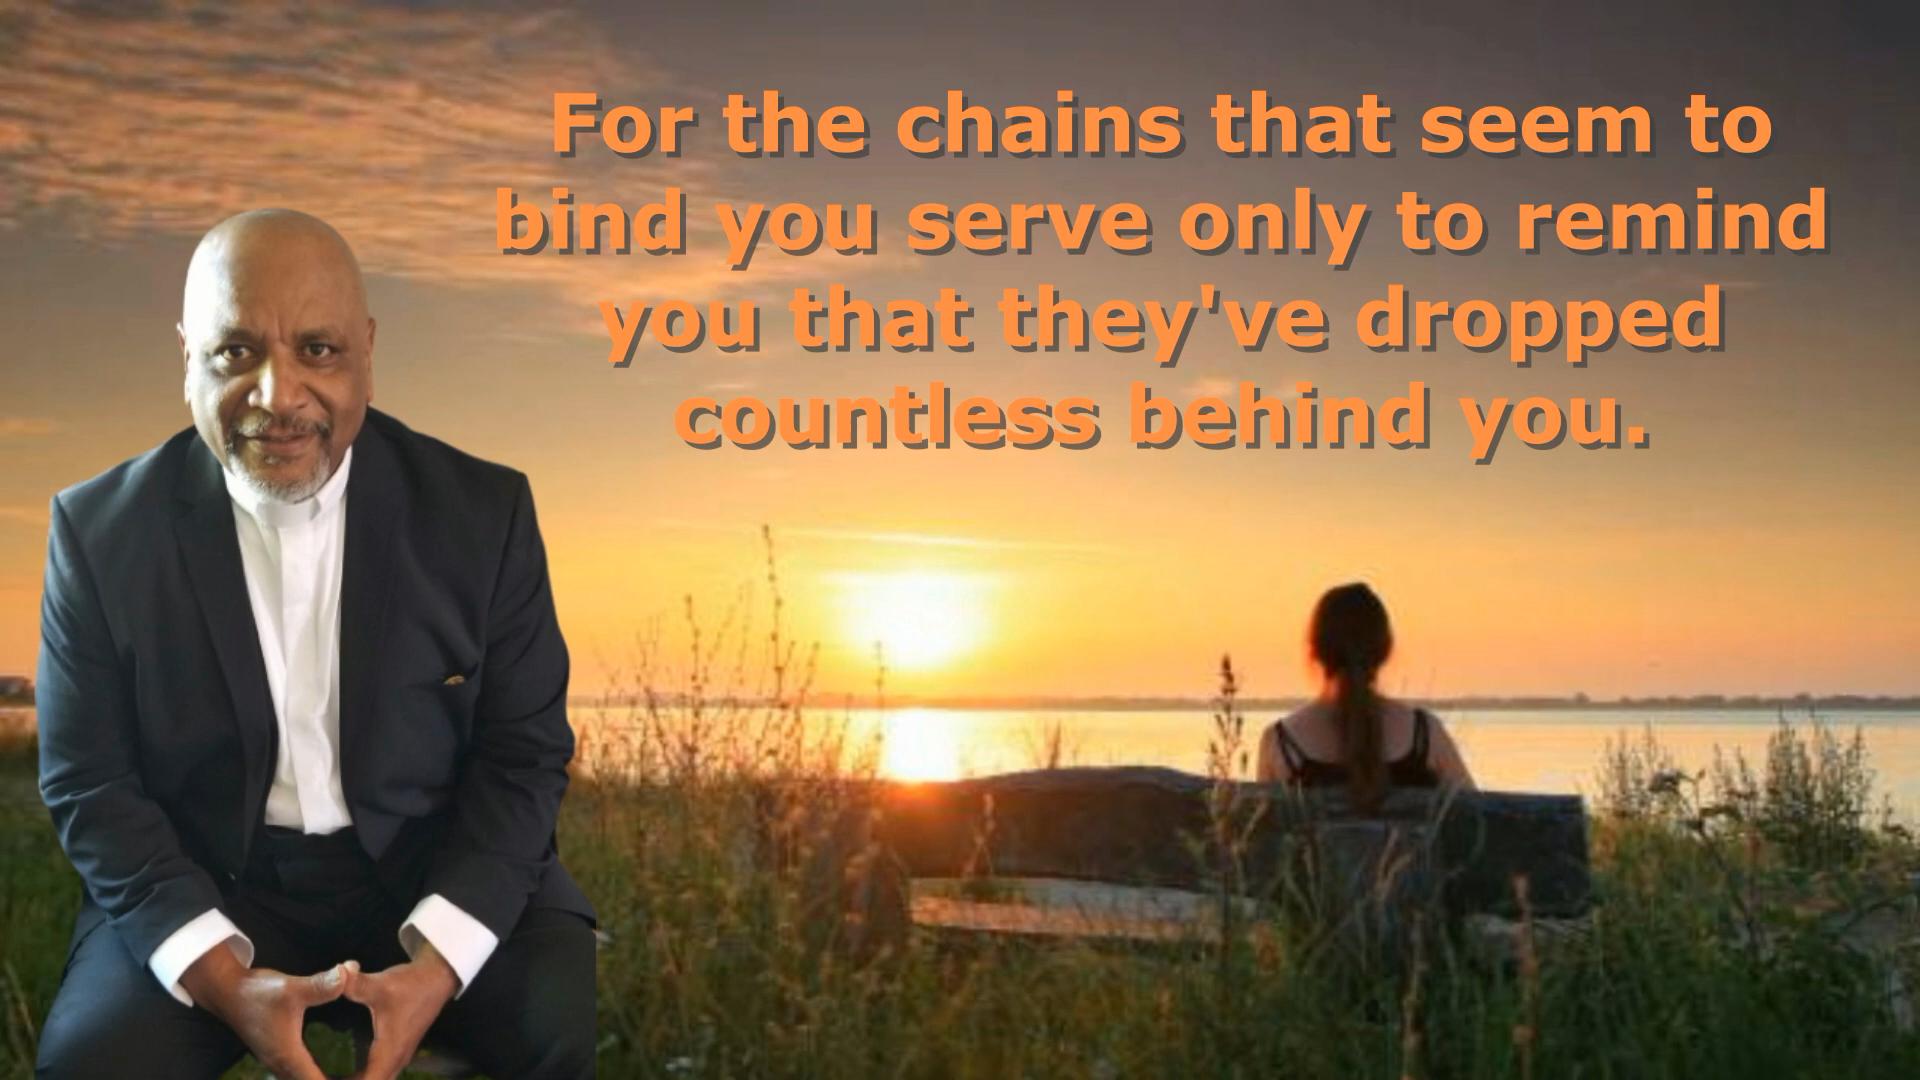 For the chains that seem to
bind you serve only to remind
you that they've dropped
countless behind you.